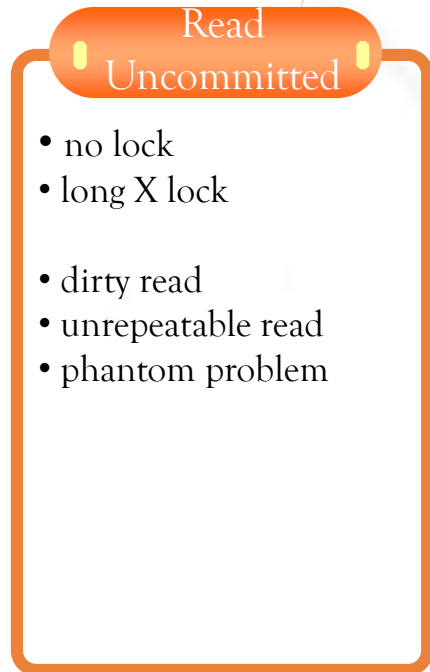 Read
Uncommitted
• no lock
• long X lock
• dirty read
• unrepeatable read
• phantom problem